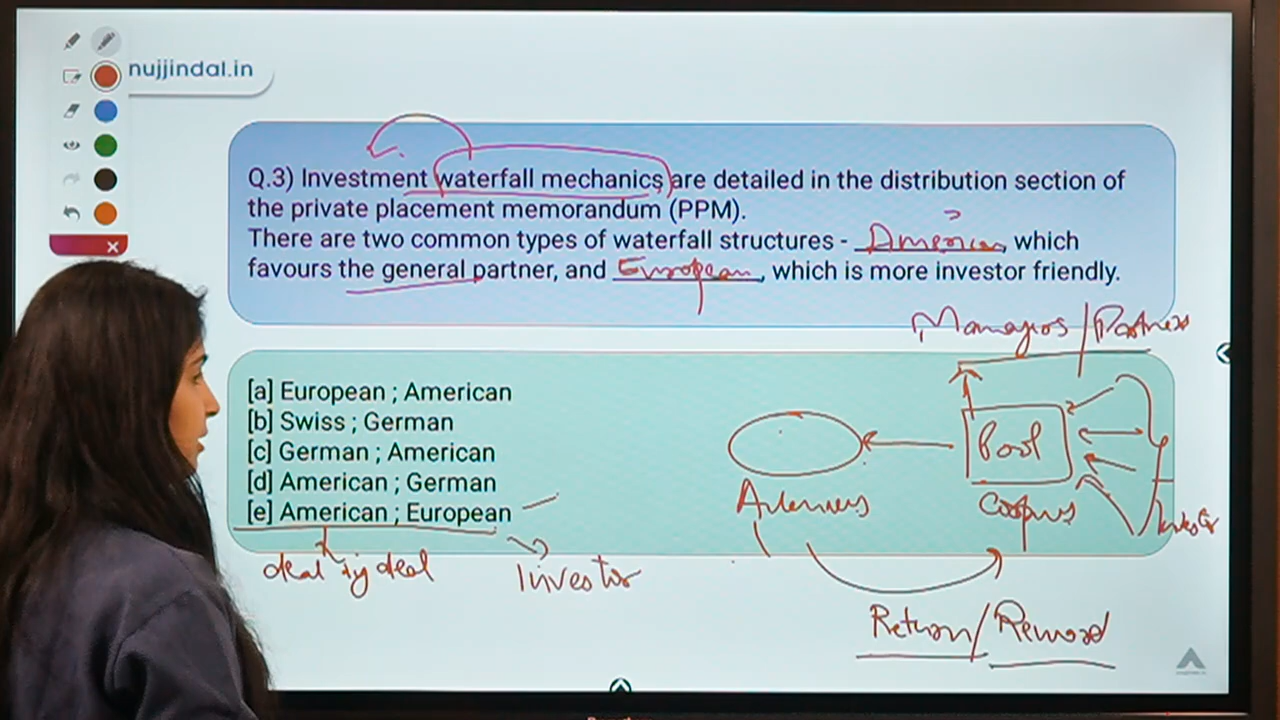 nujjindal.in
Q.3) Investment waterfall mechanics are detailed in the distribution section of
the private placement memorandum (PPM).
There are two common types of waterfall structures - American, which
favours the general partner, and European, which is more investor friendly.
Managros/Partners
[a] European ; American
[b] Swiss ; German
[c] German ; American
[d] American ; German
[e] American ; European
Pool
Corpus
deal by deal
Investor
Return/Reward